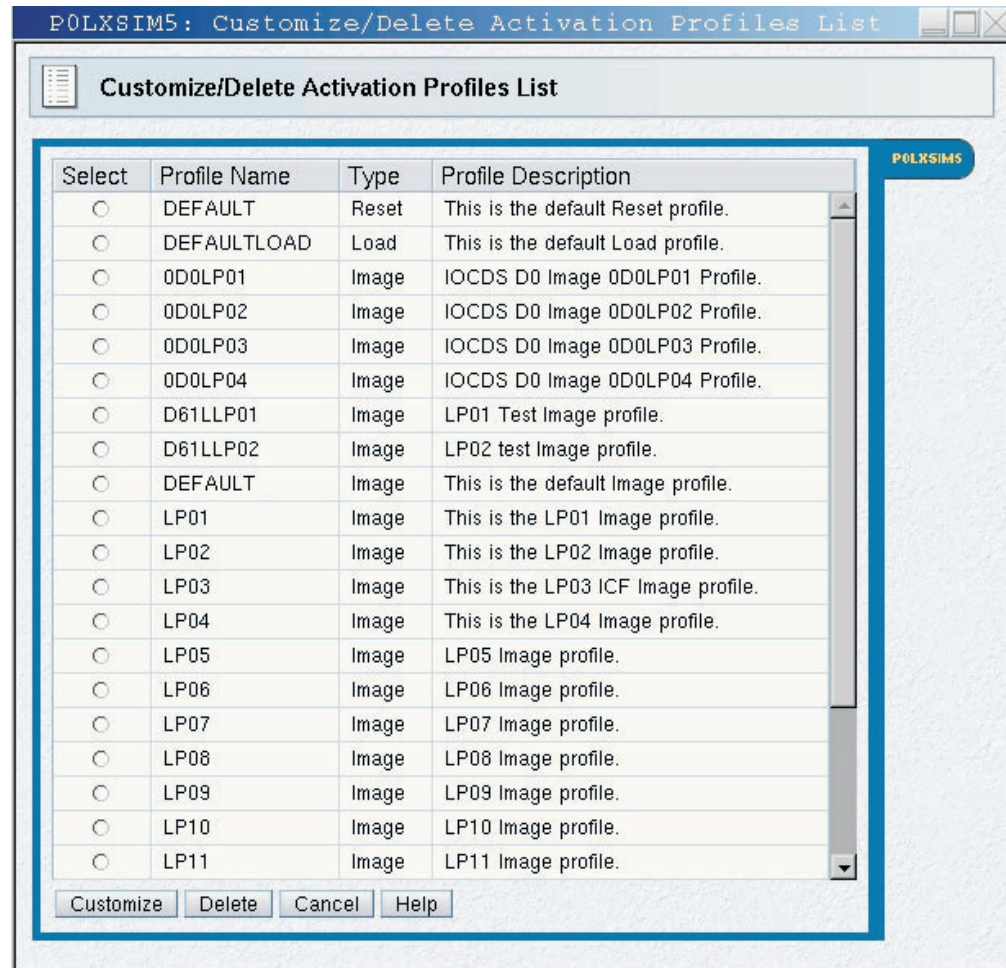 P0LXSIM5: Customize/Delete Activation Profiles List
Customize/Delete Activation Profiles List
P0LXSIM5
Select Profile Name Type Profile Description
DEFAULT Reset This is the default Reset profile.
DEFAULTLOAD Load This is the default Load profile.
0D0LP01 Image IOCDS D0 Image 0D0LP01 Profile.
0D0LP02 Image IOCDS D0 Image 0D0LP02 Profile.
0D0LP03 Image IOCDS D0 Image 0D0LP03 Profile.
0D0LP04 Image IOCDS D0 Image 0D0LP04 Profile.
D61LLP01 Image LP01 Test Image profile.
D61LLP02 Image LP02 test Image profile.
DEFAULT Image This is the default Image profile.
LP01 Image This is the LP01 Image profile.
LP02 Image This is the LP02 Image profile.
LP03 Image This is the LP03 ICF Image profile.
LP04 Image This is the LP04 Image profile.
LP05 Image LP05 Image profile.
LP06 Image LP06 Image profile.
LP07 Image LP07 Image profile.
LP08 Image LP08 Image profile.
LP09 Image LP09 Image profile.
LP10 Image LP10 Image profile.
LP11 Image LP11 Image profile.
Customize Delete Cancel Help